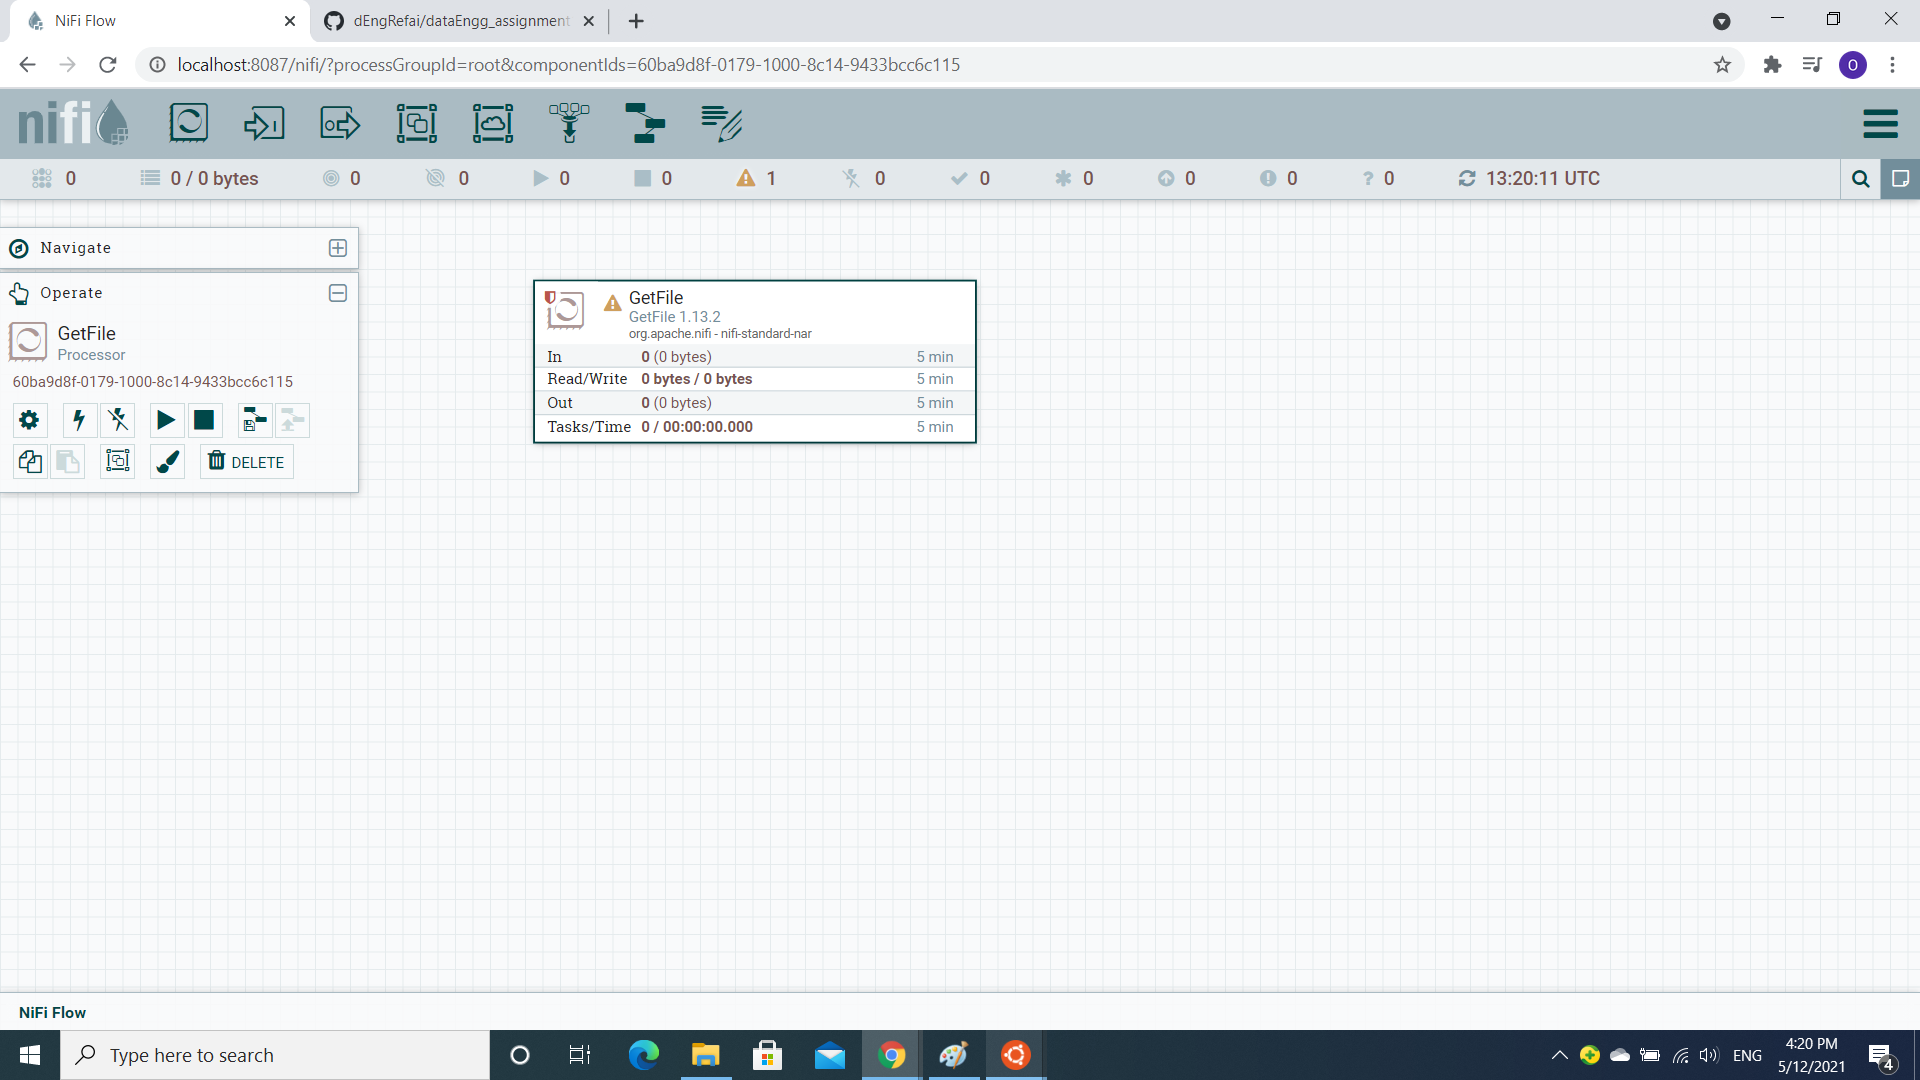 NiFi Flow
dEngRefai/dataEngg_assignment
localhost:8087/nifi/?processGroupId=root&componentIds=60ba9d8f-0179-1000-8c14-9433bcc6c115
O
nifi
0
0 / 0 bytes
0
0
0
0
1
0
0
0
0
0
? 0
13:20:11 UTC
Navigate
Operate
GetFile
Processor
60ba9d8f-0179-1000-8c14-9433bcc6c115
DELETE
GetFile
GetFile 1.13.2
org.apache.nifi - nifi-standard-nar
In 0 (0 bytes) 5 min
Read/Write 0 bytes / 0 bytes 5 min
Out 0 (0 bytes) 5 min
Tasks/Time 0 / 00:00:00.000 5 min
NiFi Flow
Type here to search
ENG
4:20 PM
5/12/2021
4